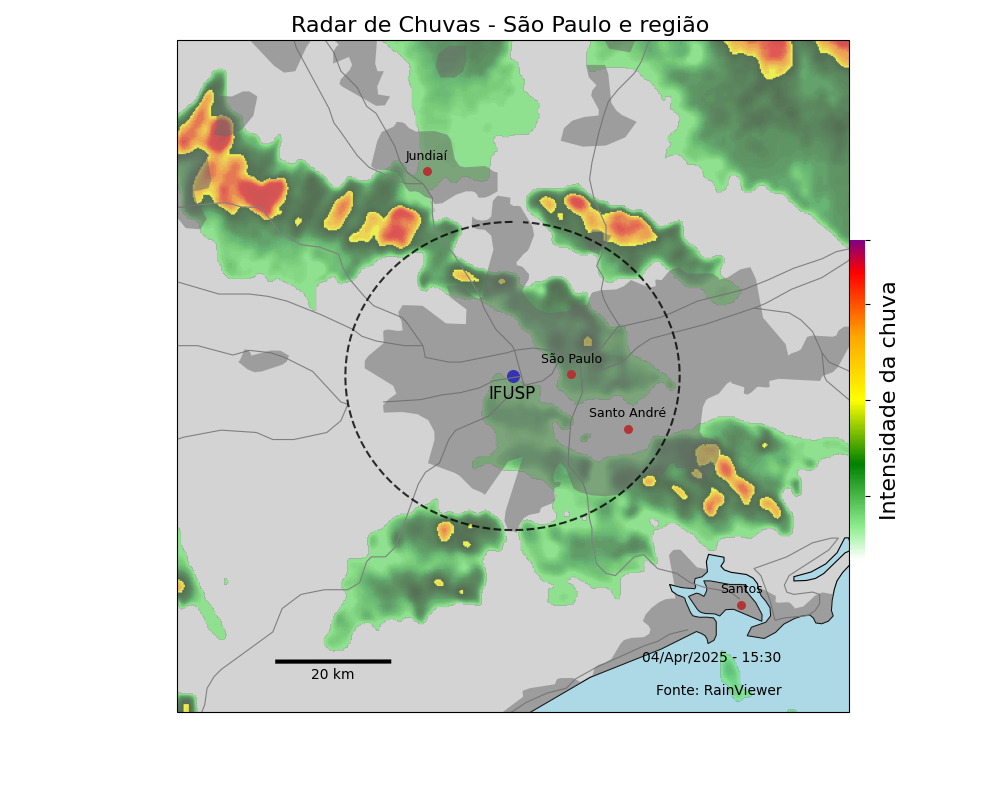 Radar de Chuvas - São Paulo e região
Jundiaí
São Paulo
IFUSP
Santo André
Santos
04/Apr/2025 - 15:30
20 km
Fonte: RainViewer
Intensidade da chuva